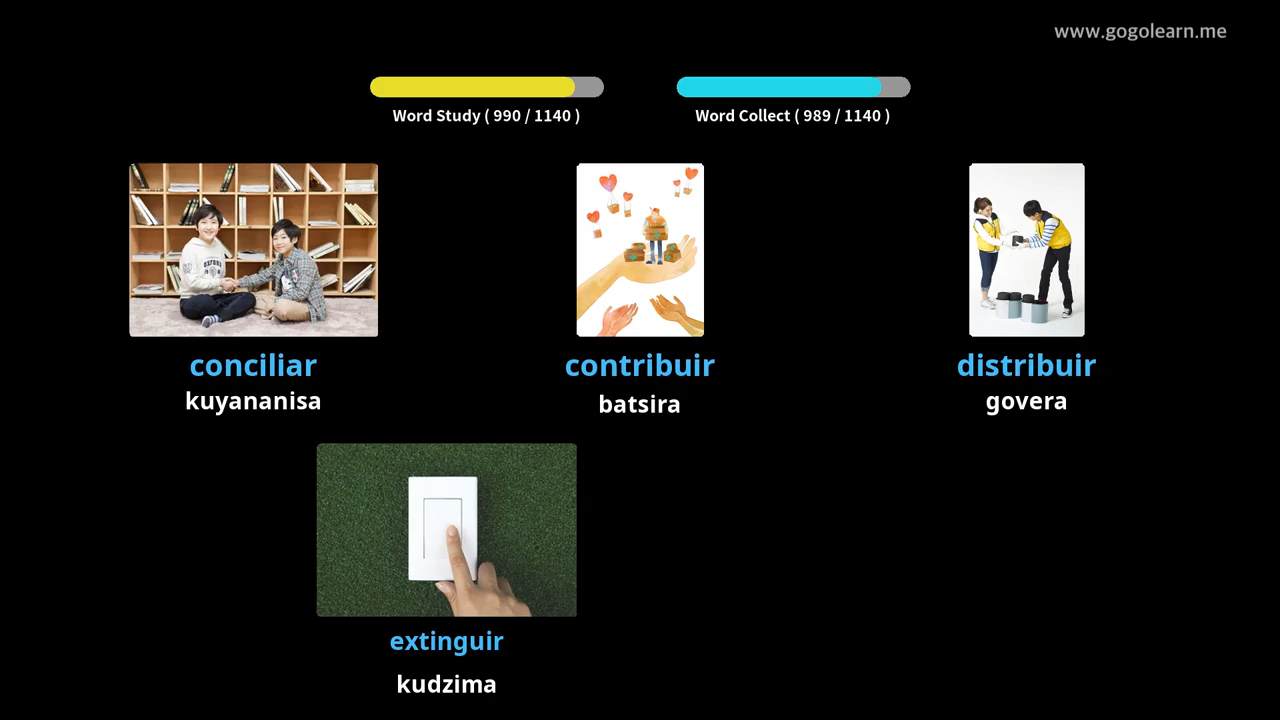 www.gogolearn.me
Word Study ( 990 / 1140 )
Word Collect ( 989 / 1140 )
conciliar
kuyananisa
contribuir
batsira
distribuir
govera
extinguir
kudzima